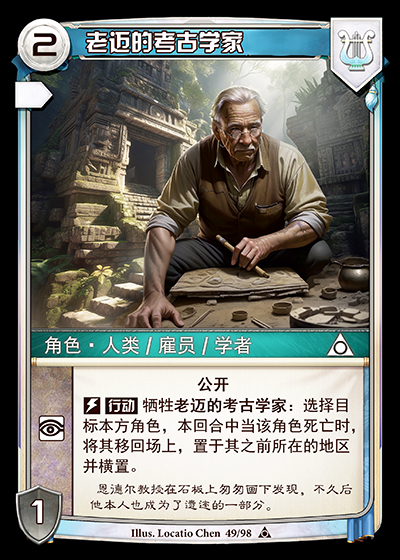 2
老迈的考古学家
角色·人类 / 雇员 / 学者
公开
行动 牺牲老迈的考古学家：选择目
标本方角色，本回合中当该角色死亡时，
将其移回场上，置于其之前所在的地区
并横置。
恩德尔教授在石板上匆匆画下发现，不久后
他本人也成为了遗迹的一部分。
1
Illus. Locatio Chen 49/98